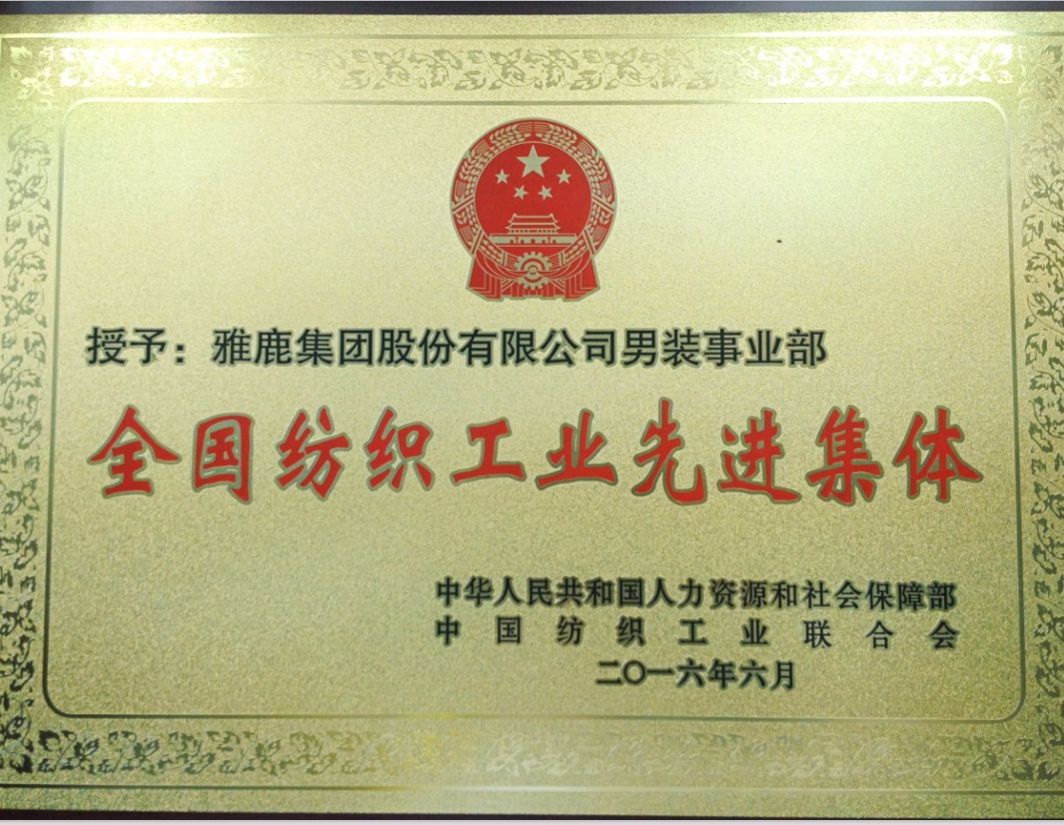 授予：雅鹿集团股份有限公司男装事业部
全国纺织工业先进集体
中华人民共和国人力资源和社会保障部
中国纺织工业联合会
二〇一六年六月